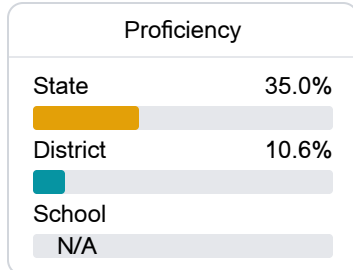 Proficiency
State 35.0%
District 10.6%
School
N/A